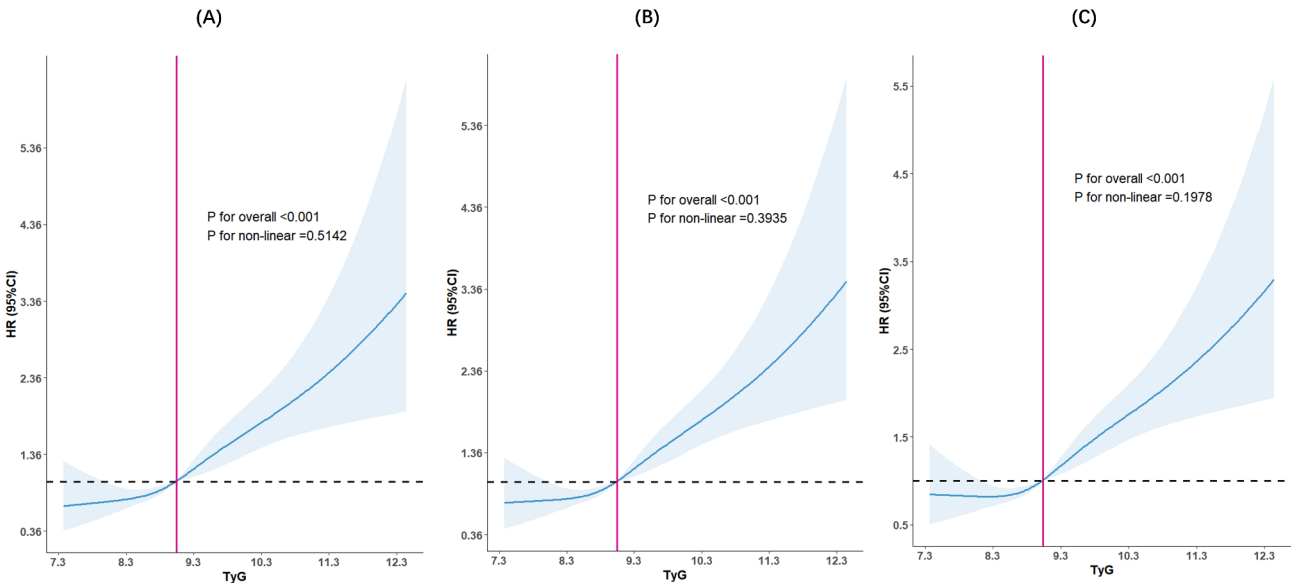 (A)
HR (95%CI)
5.36
4.36
3.36
2.36
1.36
0.36
P for overall <0.001
P for non-linear =0.5142
7.3 8.3 9.3 10.3 11.3 12.3
TyG
(B)
HR (95%CI)
5.36
4.36
3.36
2.36
1.36
0.36
P for overall <0.001
P for non-linear =0.3935
7.3 8.3 9.3 10.3 11.3 12.3
TyG
(C)
HR (95%CI)
5.5
4.5
3.5
2.5
1.5
0.5
P for overall <0.001
P for non-linear =0.1978
7.3 8.3 9.3 10.3 11.3 12.3
TyG